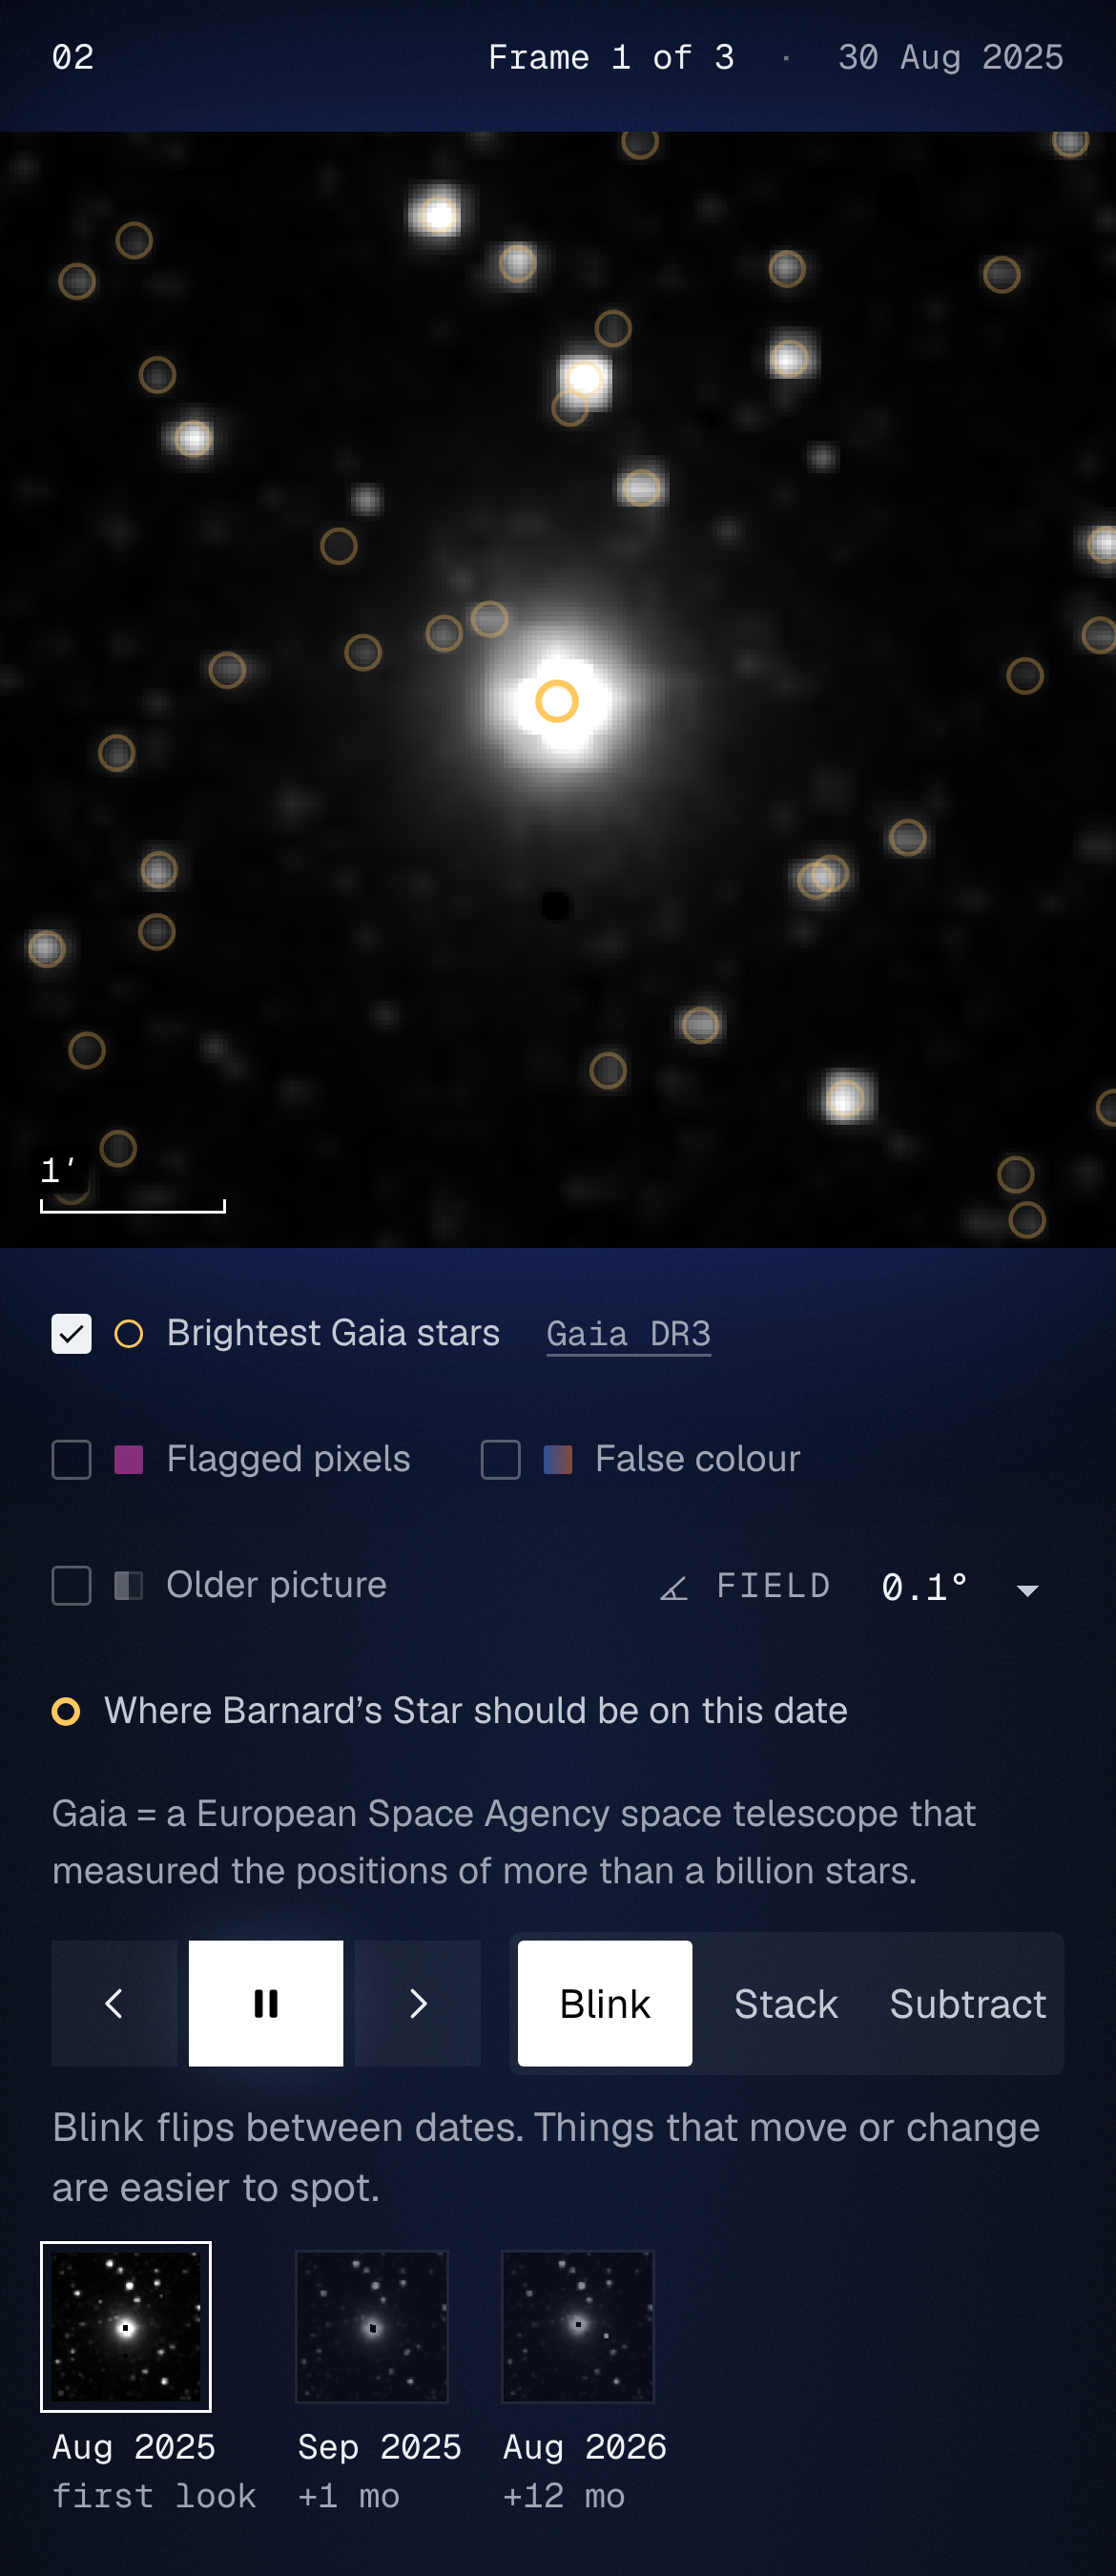 02 Frame 1 of 3 · 30 Aug 2025
1′
Brightest Gaia stars Gaia DR3
Flagged pixels False colour
Older picture FIELD 0.1°
Where Barnard’s Star should be on this date
Gaia = a European Space Agency space telescope that
measured the positions of more than a billion stars.
Blink Stack Subtract
Blink flips between dates. Things that move or change
are easier to spot.
Aug 2025 Sep 2025 Aug 2026
first look +1 mo +12 mo